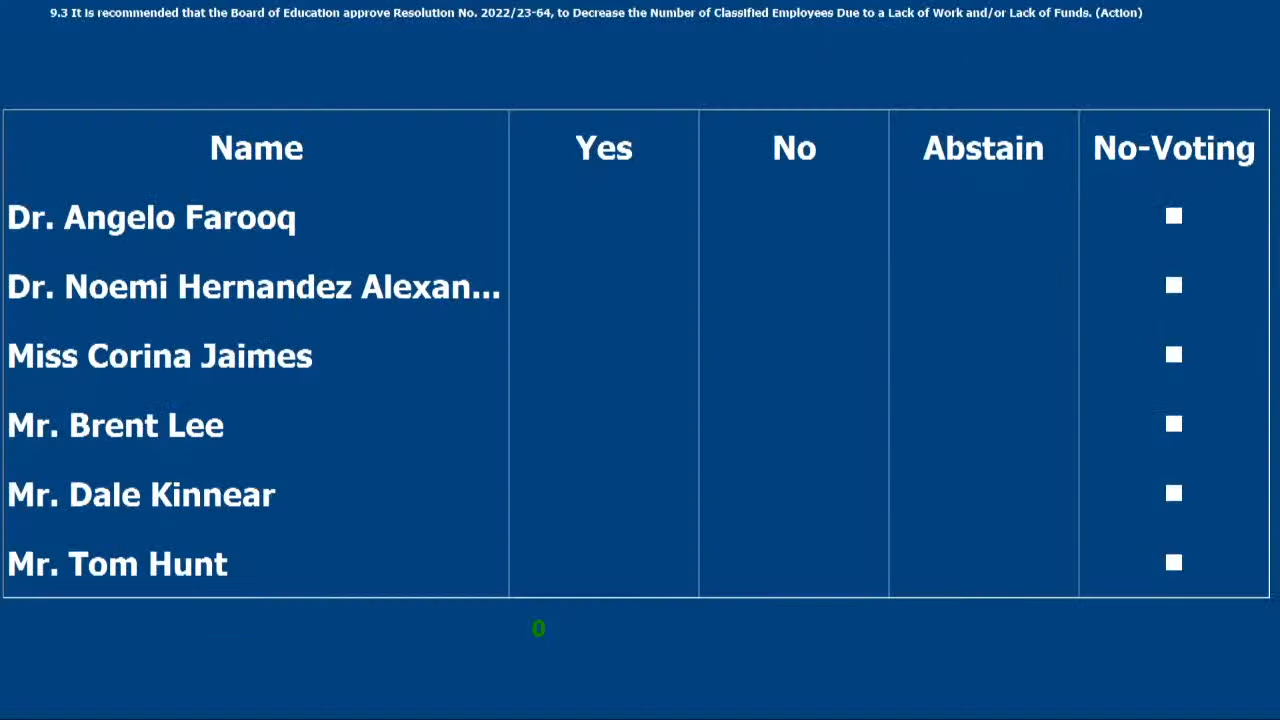 9.3 It is recommended that the Board of Education approve Resolution No. 2022/23-64, to Decrease the Number of Classified Employees Due to a Lack of Work and/or Lack of Funds. (Action)
Name Yes No Abstain No-Voting
Dr. Angelo Farooq
Dr. Noemi Hernandez Alexan...
Miss Corina Jaimes
Mr. Brent Lee
Mr. Dale Kinnear
Mr. Tom Hunt
0